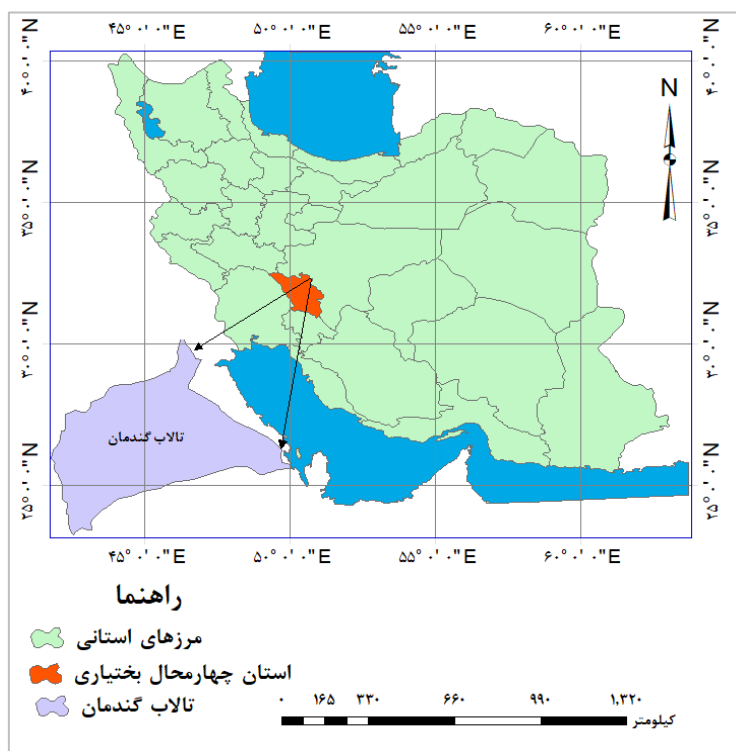 ۴۵°۰'۰"E ۵۰°۰'۰"E ۵۵°۰'۰"E ۶۰°۰'۰"E
۴۰°۰'۰"N ۴۰°۰'۰"N
N
۳۵°۰'۰"N ۳۵°۰'۰"N
۳۰°۰'۰"N ۳۰°۰'۰"N
تالاب گندمان
۲۵°۰'۰"N ۲۵°۰'۰"N
۴۵°۰'۰"E ۵۰°۰'۰"E ۵۵°۰'۰"E ۶۰°۰'۰"E
راهنما
مرزهای استانی
استان چهارمحال بختیاری
تالاب گندمان
۰ ۱۶۵ ۳۳۰ ۶۶۰ ۹۹۰ ۱,۳۲۰
کیلومتر